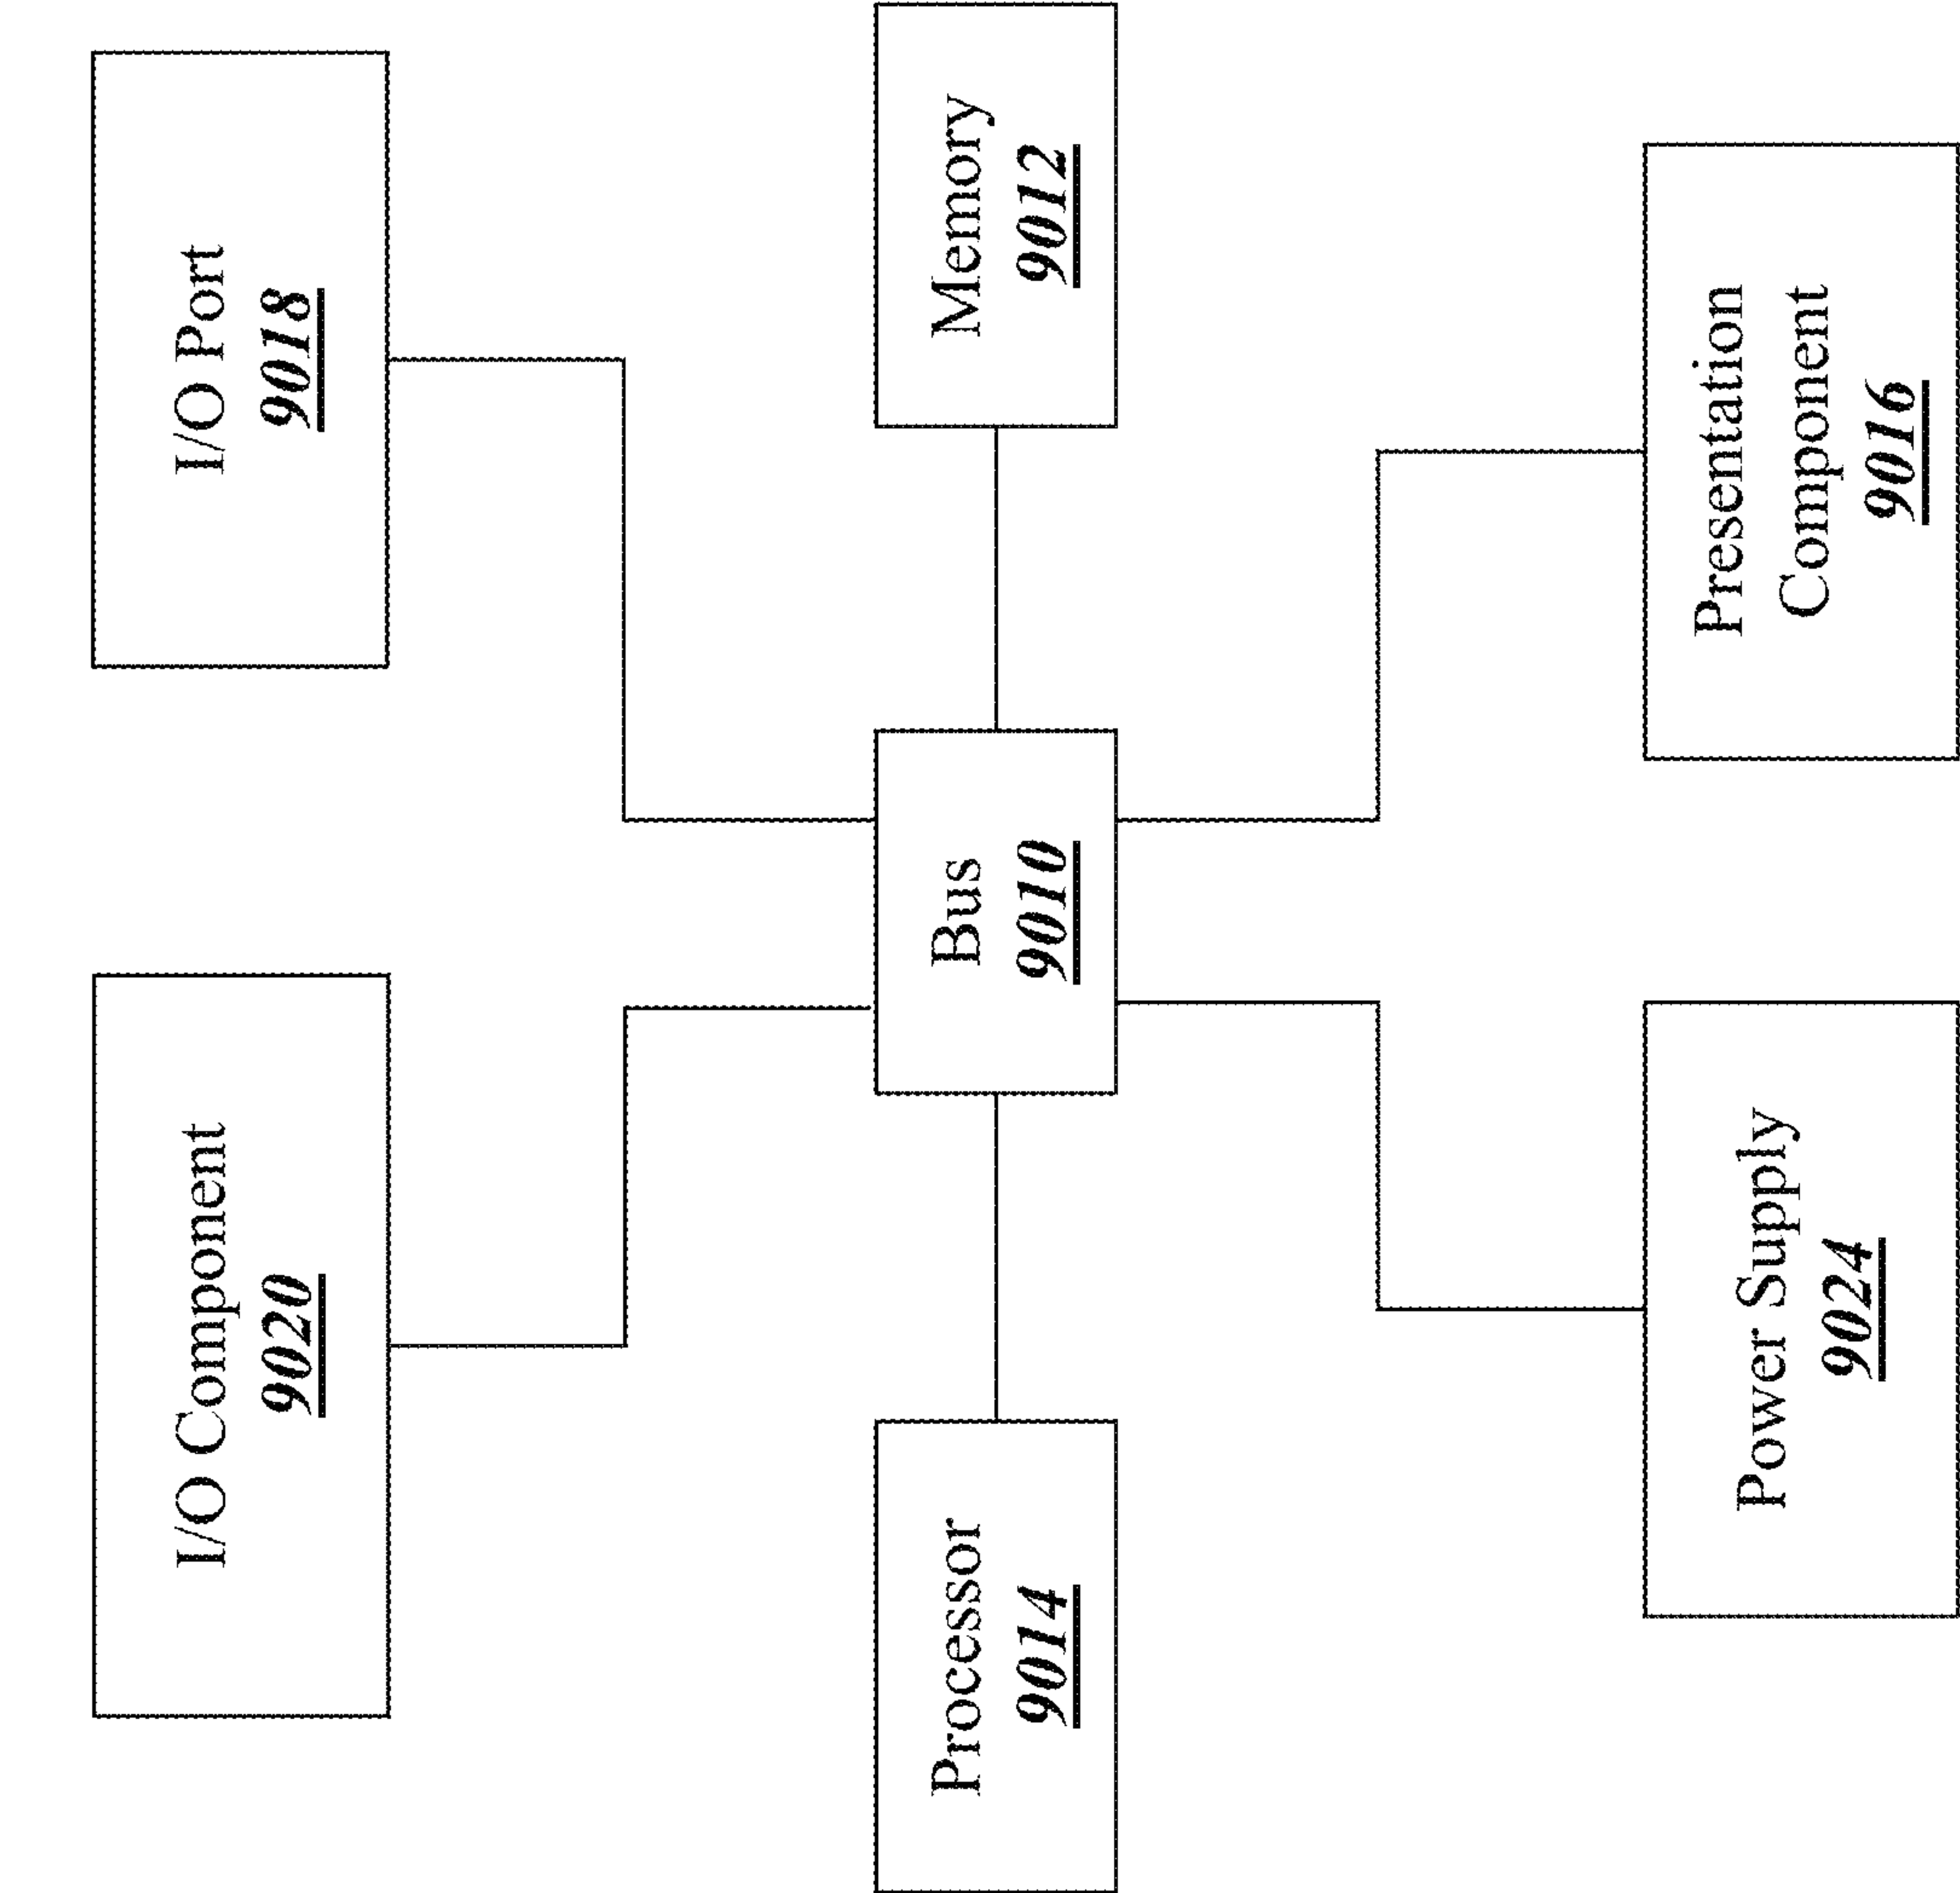 I/O Component
9020
I/O Port
9018
Processor
9014
Bus
9010
Memory
9012
Power Supply
9024
Presentation
Component
9016